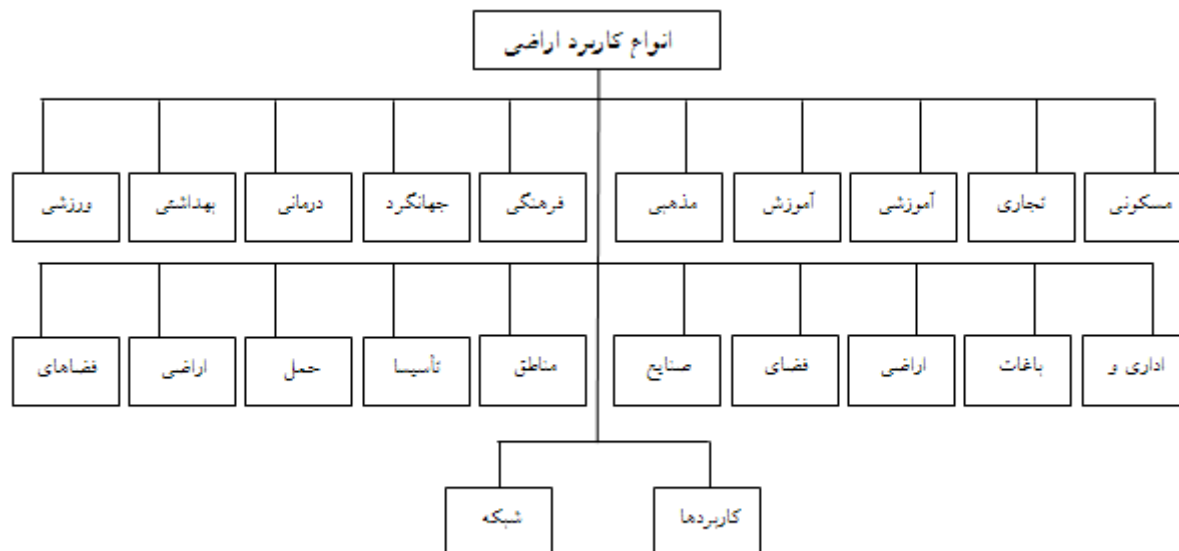 انواع کاربرد اراضی
مسکونی
تجاری
آموزشی
آموزش
مذهبی
فرهنگی
جهانگرد
درمانی
بهداشتی
ورزشی
اداری و
باغات
اراضی
فضای
صنایع
مناطق
تأسیسا
حمل
اراضی
فضاهای
کاربردها
شبکه